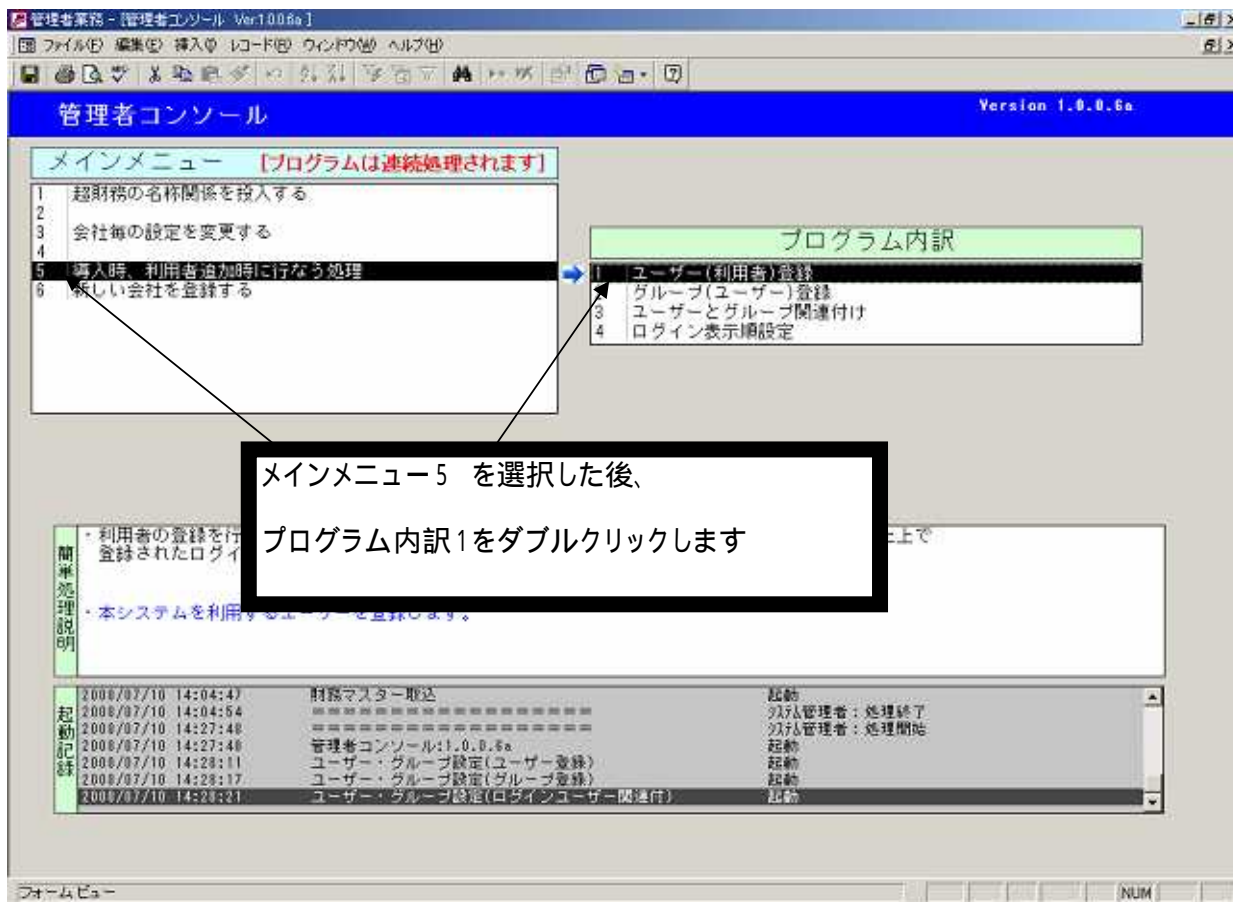 管理者業務 - [管理者コンソール Ver:1.0.0.6a ]
ファイル(F) 編集(E) 挿入(I) レコード(R) ウィンドウ(W) ヘルプ(H)
管理者コンソール
Version 1.0.0.6a
メインメニュー [プログラムは連続処理されます]
1 超財務の名称関係を投入する
2
3 会社毎の設定を変更する
4
5 導入時、利用者追加時に行なう処理
6 新しい会社を登録する
プログラム内訳
1 ユーザー(利用者)登録
グループ(ユーザー)登録
3 ユーザーとグループ関連付け
4 ログイン表示順設定
メインメニュー5 を選択した後、
プログラム内訳1をダブルクリックします
簡単処理説明
・利用者の登録を行
上で
登録されたログイ
・本システムを利用するユーザーを登録します。
起動記録
2008/07/10 14:04:47 財務マスター取込 起動
2008/07/10 14:04:54 =================== システム管理者:処理終了
2008/07/10 14:27:48 =================== システム管理者:処理開始
2008/07/10 14:27:48 管理者コンソール:1.0.0.6a 起動
2008/07/10 14:28:11 ユーザー・グループ設定(ユーザー登録) 起動
2008/07/10 14:28:17 ユーザー・グループ設定(グループ登録) 起動
2008/07/10 14:28:21 ユーザー・グループ設定(ログインユーザー関連付) 起動
フォームビュー
NUM